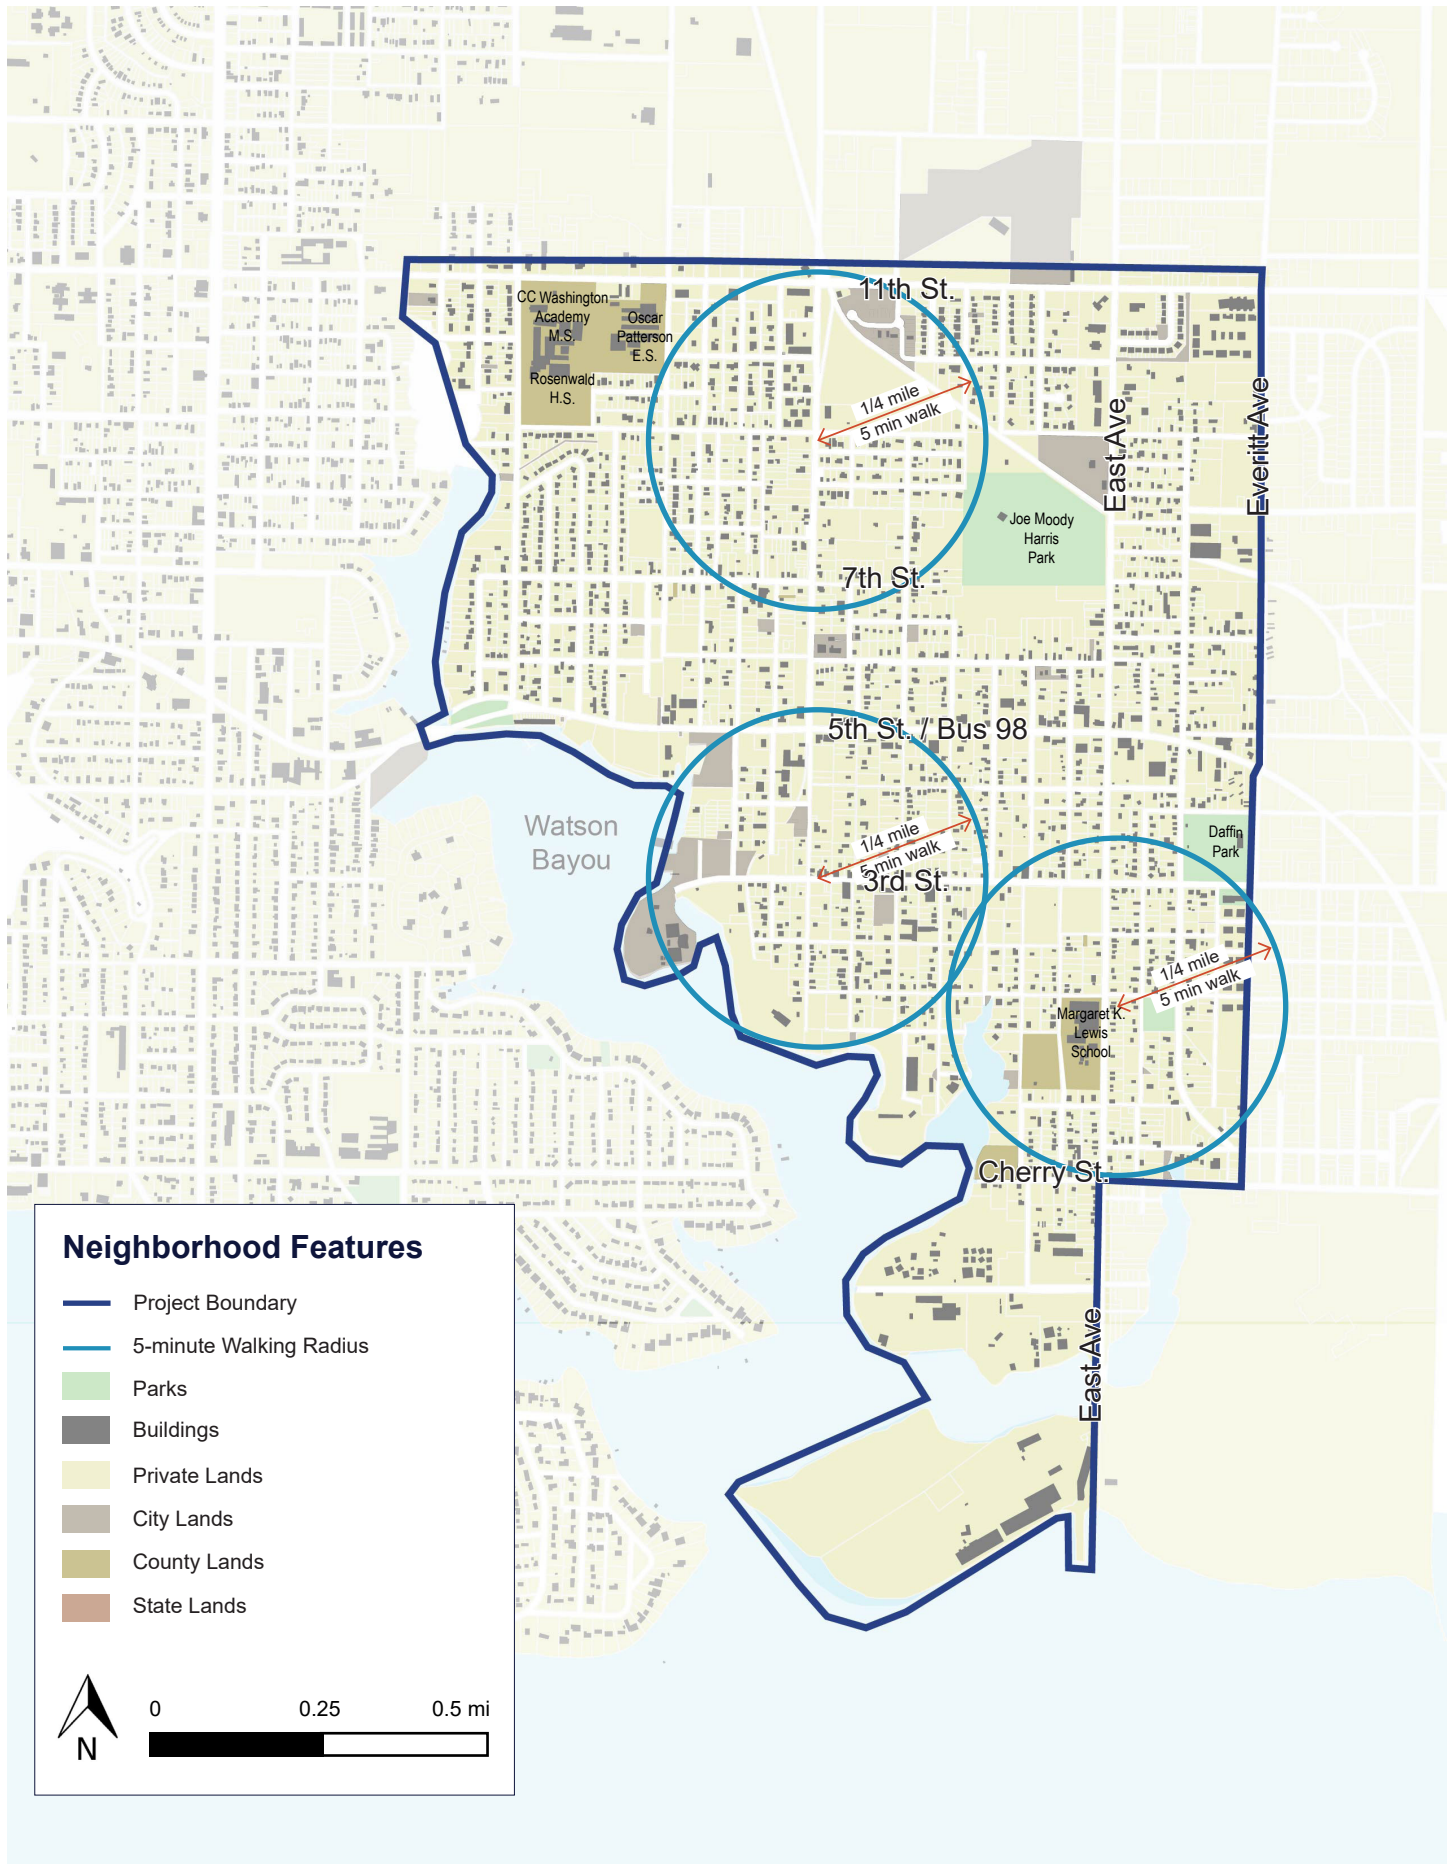 11th St.
CC Washington
Academy
M.S.
Oscar
Patterson
E.S.
Rosenwald
H.S.
1/4 mile
5 min walk
East Ave
Everitt Ave
Joe Moody
Harris
Park
7th St.
5th St. / Bus 98
Watson
Bayou
1/4 mile
5 min walk
3rd St.
Daffin
Park
1/4 mile
5 min walk
Margaret K.
Lewis
School
Cherry St.
East Ave
Neighborhood Features
Project Boundary
5-minute Walking Radius
Parks
Buildings
Private Lands
City Lands
County Lands
State Lands
0 0.25 0.5 mi
N